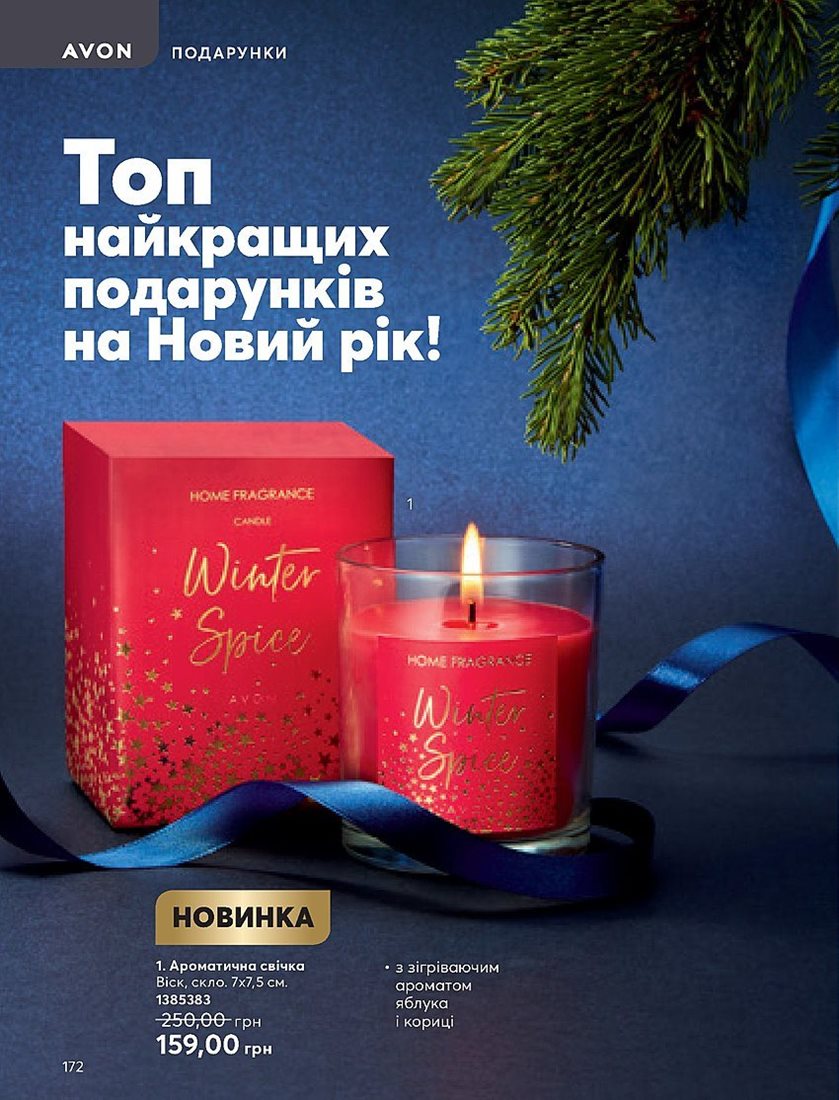 AVON ПОДАРУНКИ
Топ
найкращих
подарунків
на Новий рік!
HOME FRAGRANCE
CANDLE
Winter
Spice
AVON
1
HOME FRAGRANCE
Winter
Spice
НОВИНКА
1. Ароматична свічка
Віск, скло. 7х7,5 см.
1385383
250,00 грн
159,00 грн
• з зігріваючим
ароматом
яблука
і кориці
172